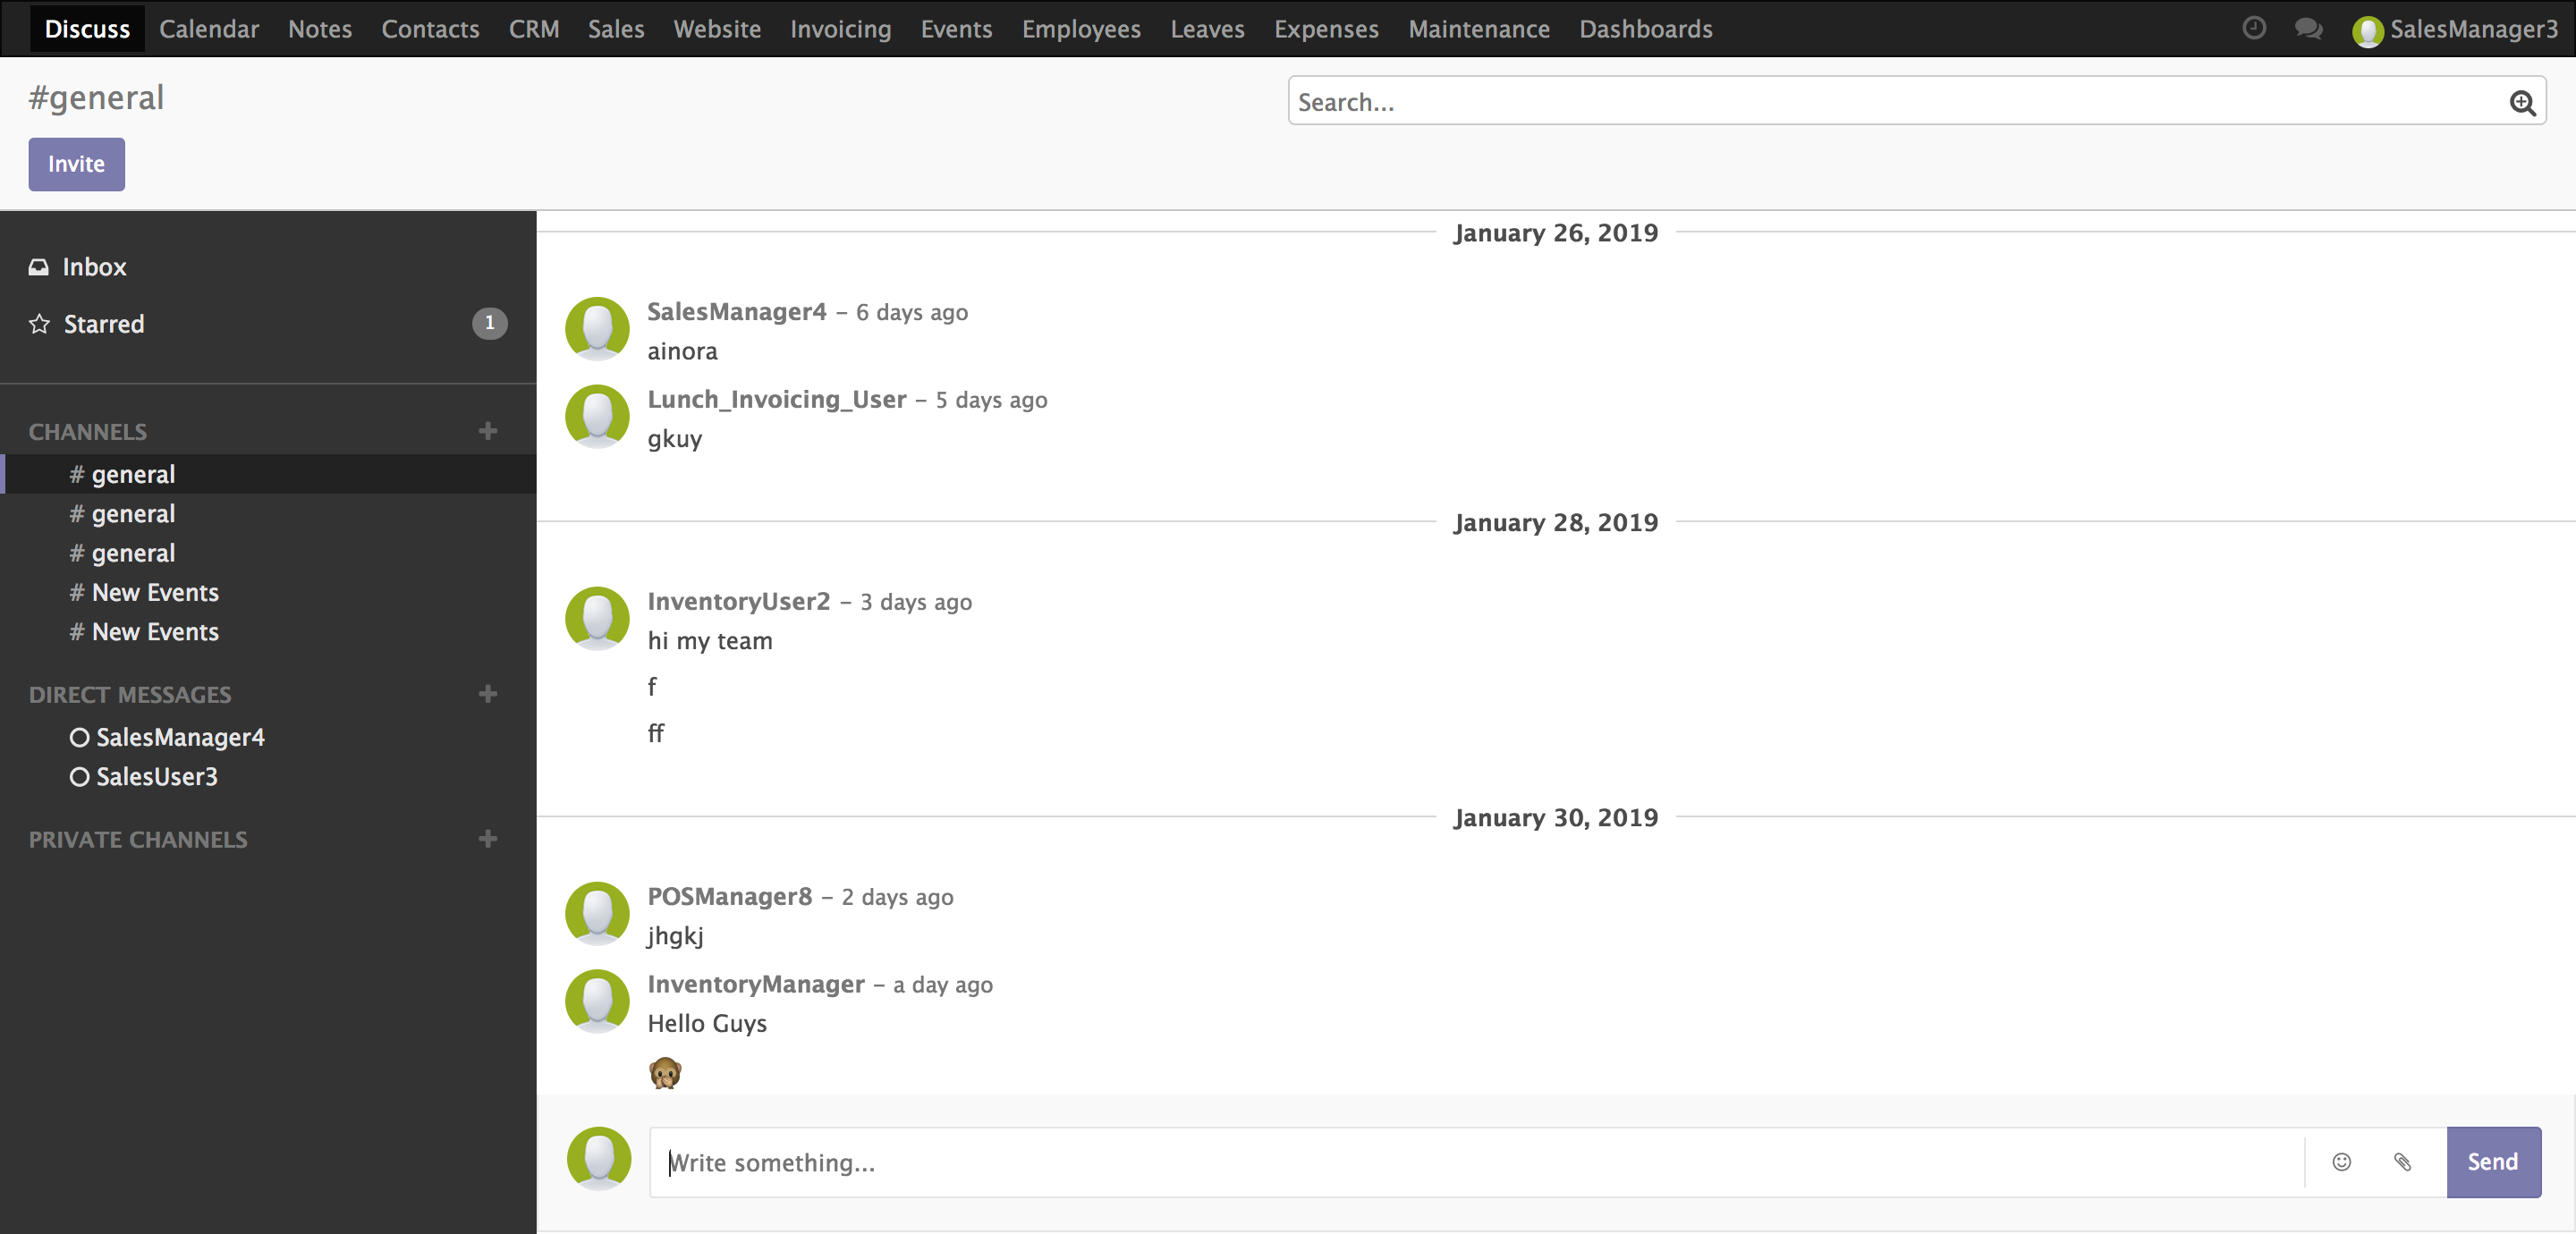 Discuss Calendar Notes Contacts CRM Sales Website Invoicing Events Employees Leaves Expenses Maintenance Dashboards SalesManager3
#general
Search...
Invite
Inbox
Starred 1
CHANNELS
# general
# general
# general
# New Events
# New Events
DIRECT MESSAGES
SalesManager4
SalesUser3
PRIVATE CHANNELS
January 26, 2019
SalesManager4 – 6 days ago
ainora
Lunch_Invoicing_User – 5 days ago
gkuy
January 28, 2019
InventoryUser2 – 3 days ago
hi my team
f
ff
January 30, 2019
POSManager8 – 2 days ago
jhgkj
InventoryManager – a day ago
Hello Guys
Write something...
Send